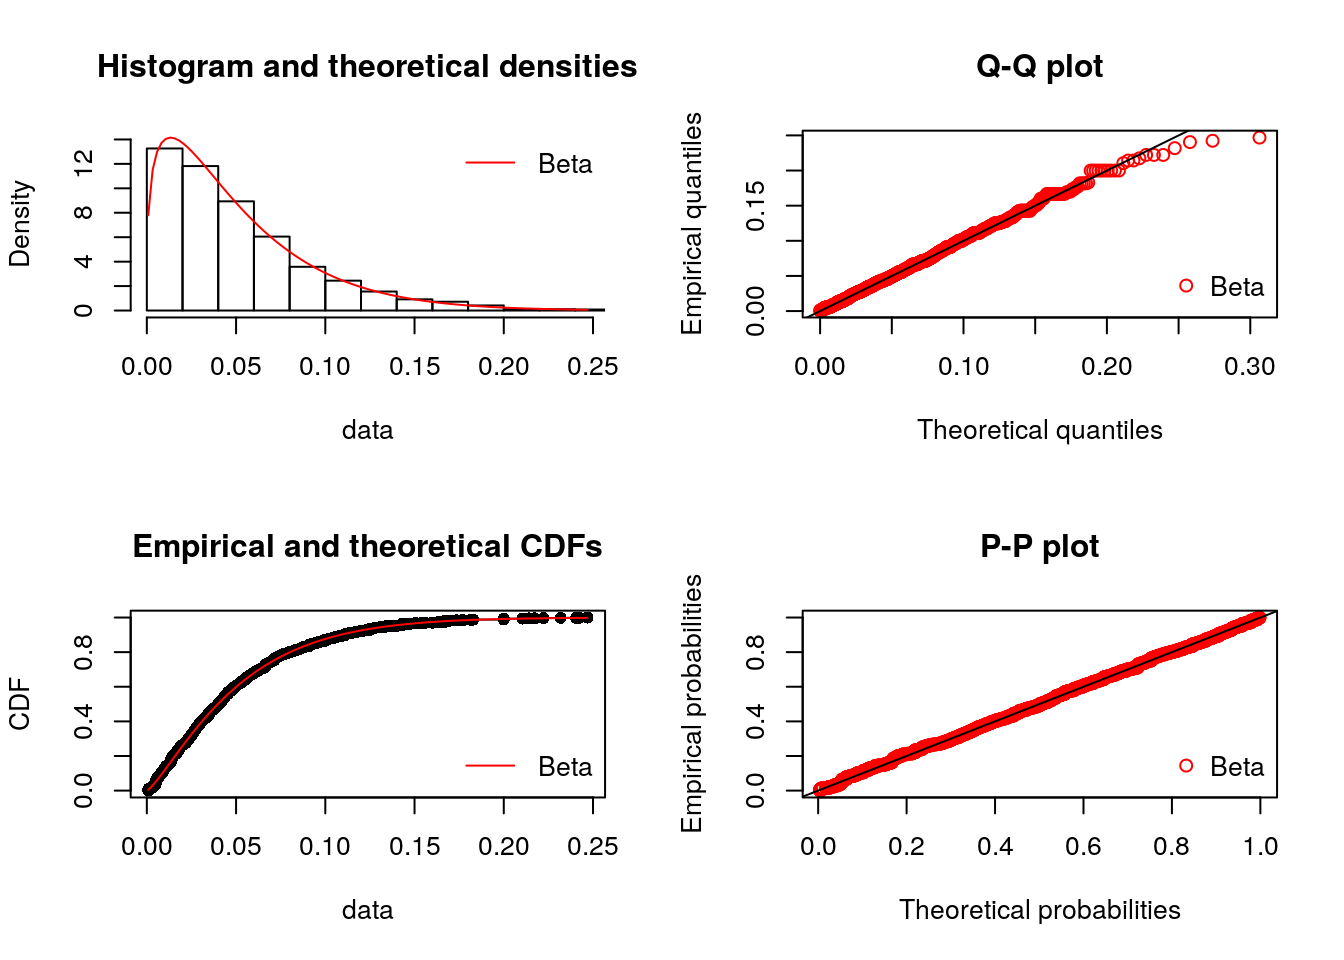 Histogram and theoretical densities
Density
0 4 8 12
Beta
0.00 0.05 0.10 0.15 0.20 0.25
data
Q-Q plot
Empirical quantiles
0.00 0.15
Beta
0.00 0.10 0.20 0.30
Theoretical quantiles
Empirical and theoretical CDFs
CDF
0.0 0.4 0.8
Beta
0.00 0.05 0.10 0.15 0.20 0.25
data
P-P plot
Empirical probabilities
0.0 0.4 0.8
Beta
0.0 0.2 0.4 0.6 0.8 1.0
Theoretical probabilities